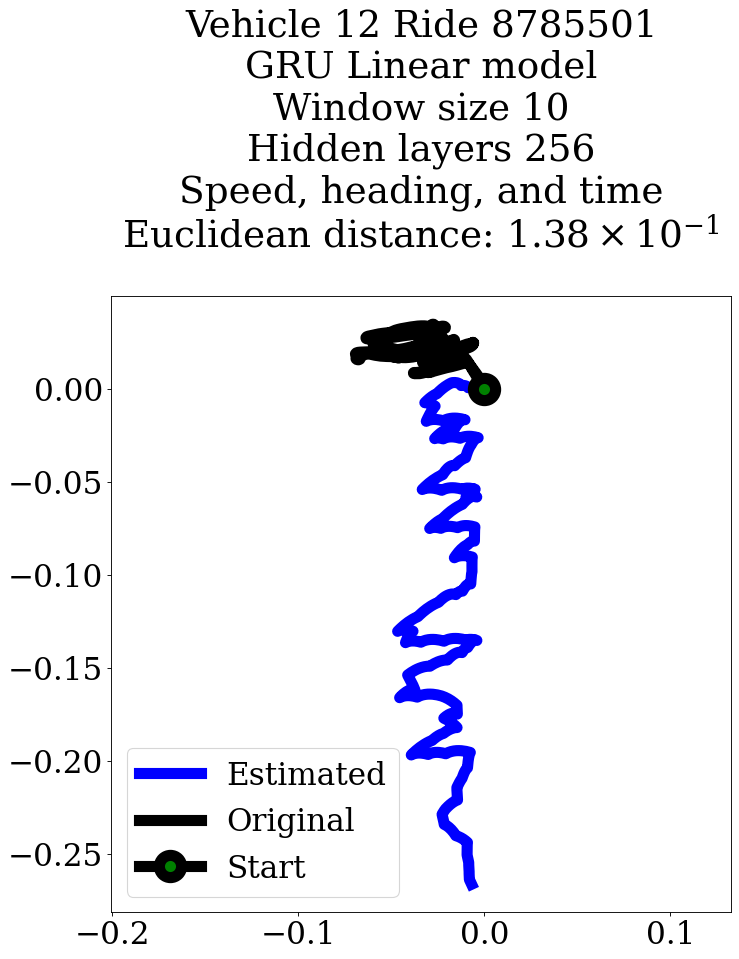 Vehicle 12 Ride 8785501
GRU Linear model
Window size 10
Hidden layers 256
Speed, heading, and time
Euclidean distance: 1.38 × 10⁻¹
0.00
−0.05
−0.10
−0.15
−0.20
−0.25
Estimated
Original
Start
−0.2 −0.1 0.0 0.1